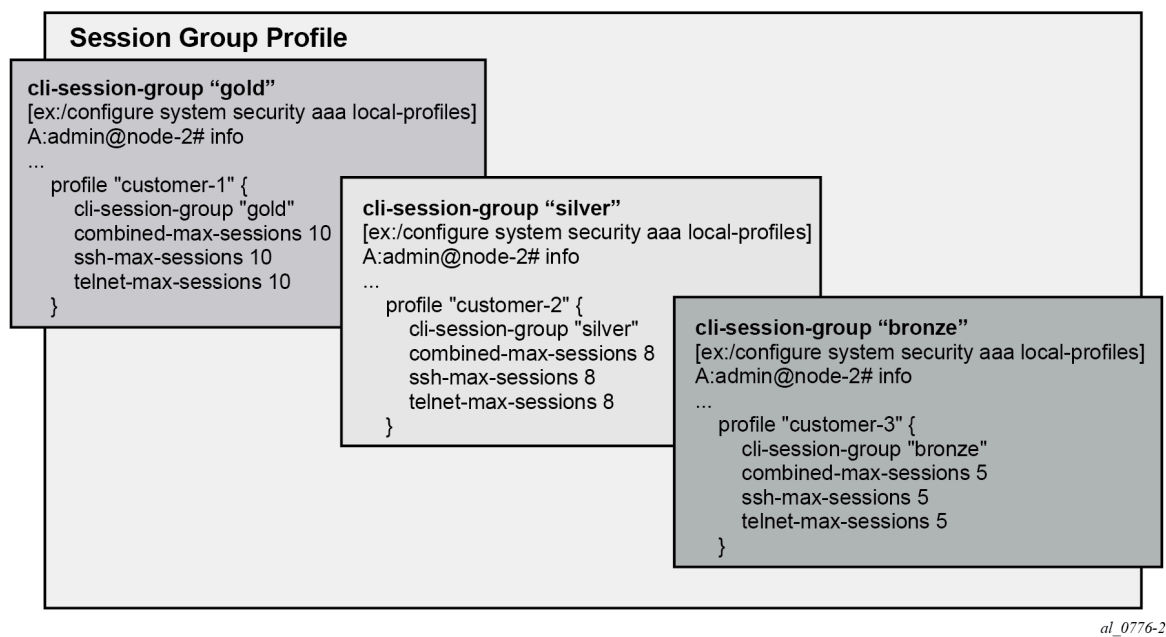 Session Group Profile
cli-session-group “gold”
[ex:/configure system security aaa local-profiles]
A:admin@node-2# info
...
profile "customer-1" {
cli-session-group "gold"
combined-max-sessions 10
ssh-max-sessions 10
telnet-max-sessions 10
}
cli-session-group “silver”
[ex:/configure system security aaa local-profiles]
A:admin@node-2# info
...
profile "customer-2" {
cli-session-group "silver"
combined-max-sessions 8
ssh-max-sessions 8
telnet-max-sessions 8
}
cli-session-group “bronze”
[ex:/configure system security aaa local-profiles]
A:admin@node-2# info
...
profile "customer-3" {
cli-session-group "bronze"
combined-max-sessions 5
ssh-max-sessions 5
telnet-max-sessions 5
}
al_0776-2